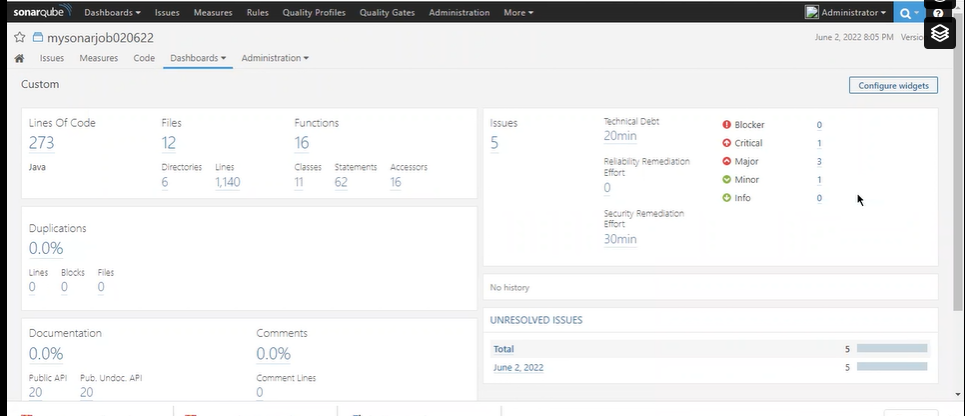 sonarqube Dashboards Issues Measures Rules Quality Profiles Quality Gates Administration More Administrator
mysonarjob020622 June 2, 2022 8:05 PM
Issues Measures Code Dashboards Administration
Custom Configure widgets
Lines Of Code Files Functions
273 12 16
Java Directories Lines Classes Statements Accessors
6 1,140 11 62 16
Issues Technical Debt
5 20min
Reliability Remediation
Effort
0
Security Remediation
Effort
30min
Blocker 0
Critical 1
Major 3
Minor 1
Info 0
Duplications
0.0%
Lines Blocks Files
0 0 0
No history
UNRESOLVED ISSUES
Total 5
June 2, 2022 5
Documentation Comments
0.0% 0.0%
Public API Pub. Undoc. API Comment Lines
20 20 0